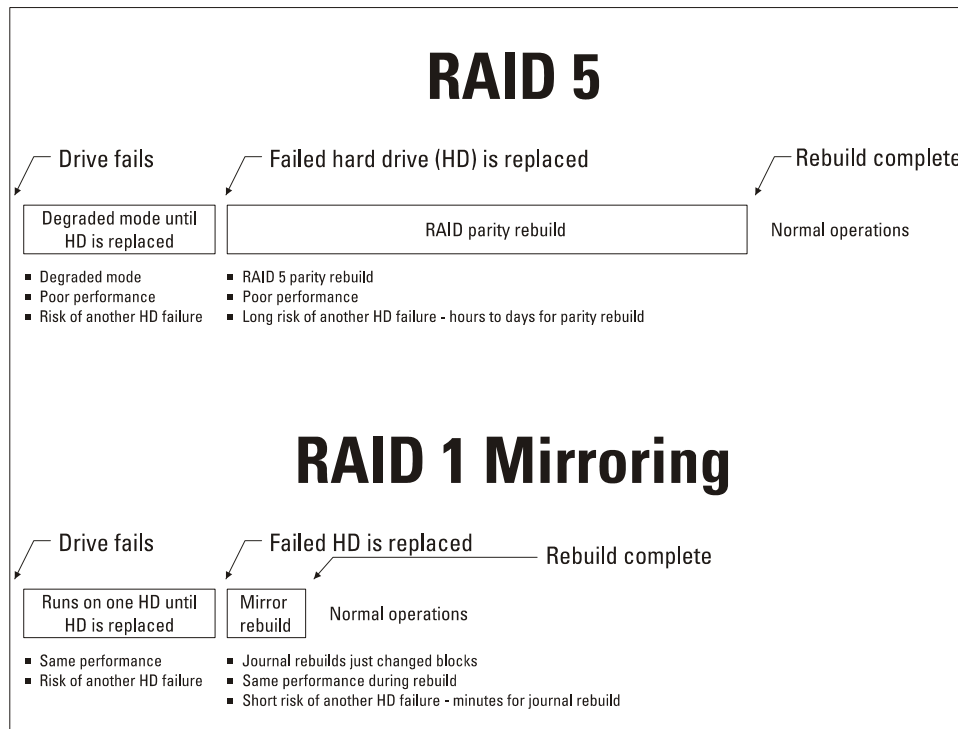 RAID 5
Drive fails
Failed hard drive (HD) is replaced
Rebuild complete
Degraded mode until
HD is replaced
RAID parity rebuild
Normal operations
▪ Degraded mode
▪ Poor performance
▪ Risk of another HD failure
▪ RAID 5 parity rebuild
▪ Poor performance
▪ Long risk of another HD failure - hours to days for parity rebuild
RAID 1 Mirroring
Drive fails
Failed HD is replaced
Rebuild complete
Runs on one HD until
HD is replaced
Mirror
rebuild
Normal operations
▪ Same performance
▪ Risk of another HD failure
▪ Journal rebuilds just changed blocks
▪ Same performance during rebuild
▪ Short risk of another HD failure - minutes for journal rebuild